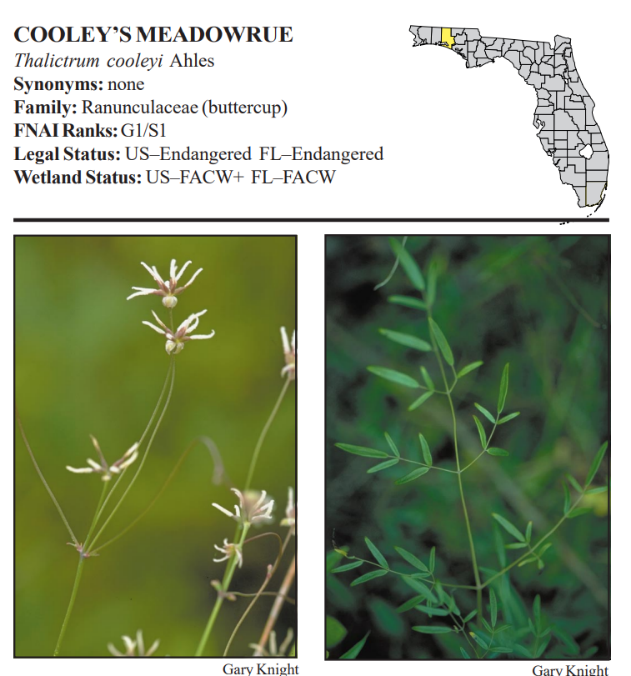 COOLEY’S MEADOWRUE
Thalictrum cooleyi Ahles
Synonyms: none
Family: Ranunculaceae (buttercup)
FNAI Ranks: G1/S1
Legal Status: US–Endangered FL–Endangered
Wetland Status: US–FACW+ FL–FACW
Gary Knight
Gary Knight